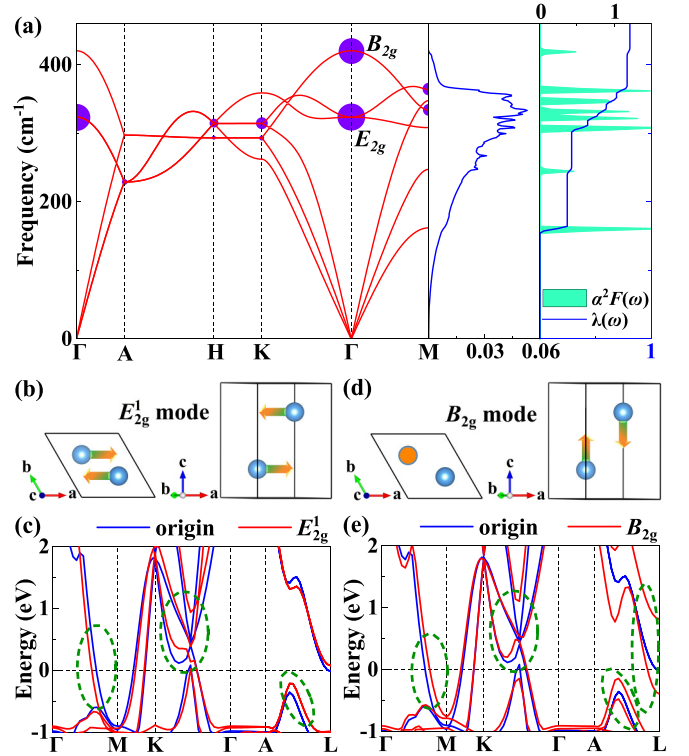 (a)
0 1
400
200
0
Frequency (cm⁻¹)
B₂g
E₂g
α²F(ω)
λ(ω)
Γ A H K Γ M 0.03 0.06 1
(b)
E¹₂g mode
b
c a
c
b a
(d)
B₂g mode
b
c a
c
b a
(c)
origin E¹₂g
2
1
0
-1
Energy (eV)
Γ M K Γ A L
(e)
origin B₂g
2
1
0
-1
Energy (eV)
Γ M K Γ A L